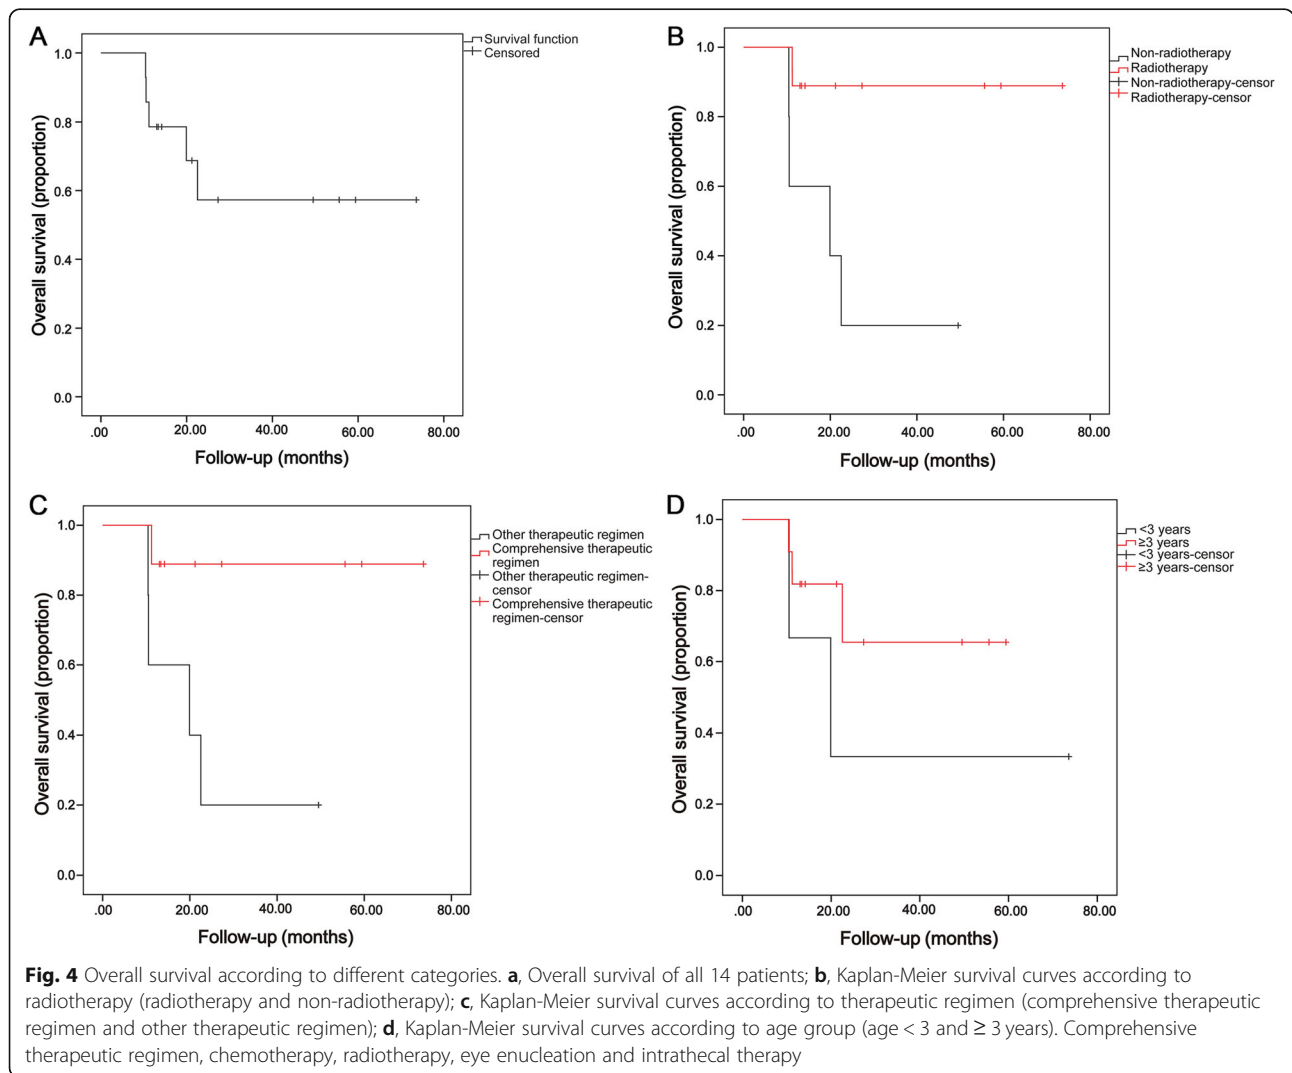 A
Survival function
Censored
1.0
0.8
0.6
0.4
0.2
0.0
Overall survival (proportion)
.00 20.00 40.00 60.00 80.00
Follow-up (months)
B
Non-radiotherapy
Radiotherapy
Non-radiotherapy-censor
Radiotherapy-censor
1.0
0.8
0.6
0.4
0.2
0.0
Overall survival (proportion)
.00 20.00 40.00 60.00 80.00
Follow-up (months)
C
Other therapeutic regimen
Comprehensive therapeutic
regimen
Other therapeutic regimen-
censor
Comprehensive therapeutic
regimen-censor
1.0
0.8
0.6
0.4
0.2
0.0
Overall survival (proportion)
.00 20.00 40.00 60.00 80.00
Follow-up (months)
D
<3 years
≥3 years
<3 years-censor
≥3 years-censor
1.0
0.8
0.6
0.4
0.2
0.0
Overall survival (proportion)
.00 20.00 40.00 60.00 80.00
Follow-up (months)
Fig. 4 Overall survival according to different categories. a, Overall survival of all 14 patients; b, Kaplan-Meier survival curves according to
radiotherapy (radiotherapy and non-radiotherapy); c, Kaplan-Meier survival curves according to therapeutic regimen (comprehensive therapeutic
regimen and other therapeutic regimen); d, Kaplan-Meier survival curves according to age group (age < 3 and ≥ 3 years). Comprehensive
therapeutic regimen, chemotherapy, radiotherapy, eye enucleation and intrathecal therapy